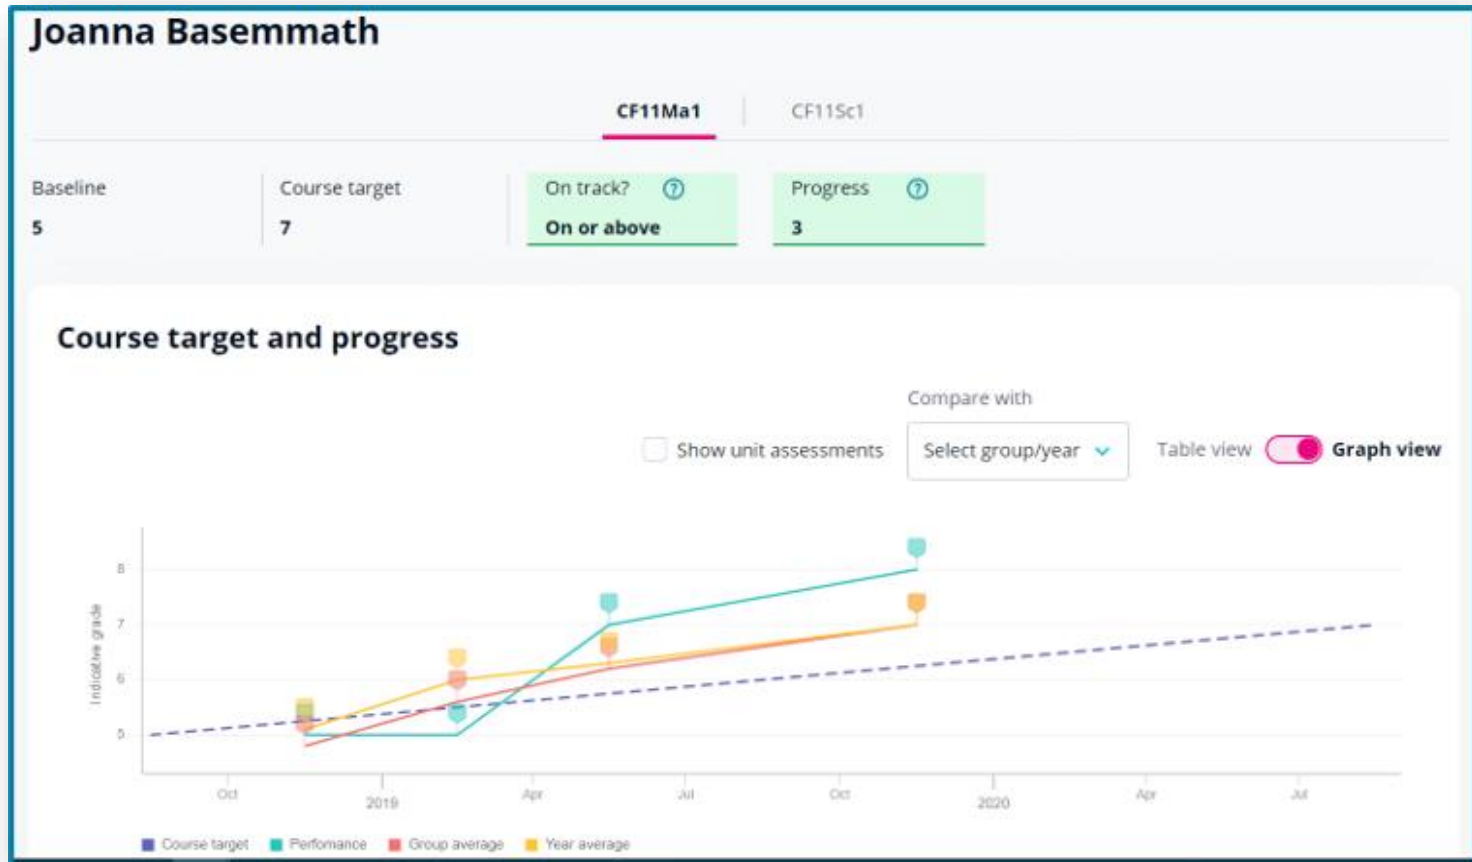 Joanna Basemmath
CF11Ma1 CF11Sc1
Baseline Course target On track? ? Progress ?
5 7 On or above 3
Course target and progress
Compare with
Show unit assessments Select group/year Table view Graph view
8
7
6
5
Indicative grade
Oct 2019 Apr Jul Oct 2020 Apr Jul
Course target Perfomance Group average Year average